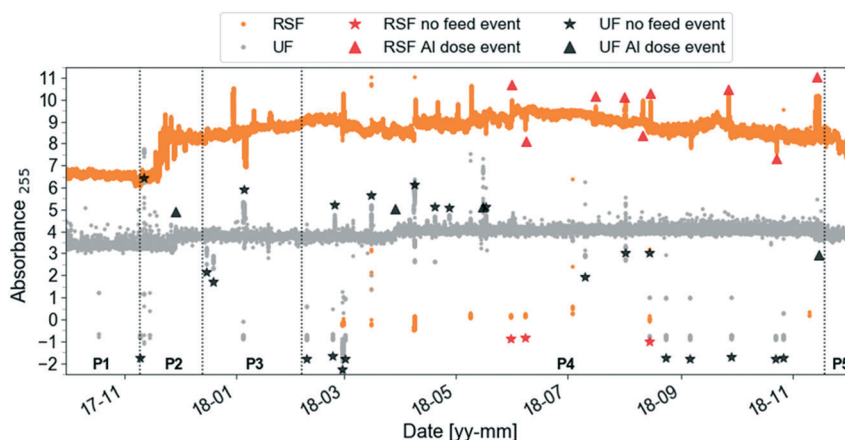 RSF RSF no feed event UF no feed event
UF RSF Al dose event UF Al dose event
Absorbance 255
11
10
9
8
7
6
5
4
3
2
1
0
−1
−2
P1 P2 P3 P4 P5
17-11 18-01 18-03 18-05 18-07 18-09 18-11
Date [yy-mm]